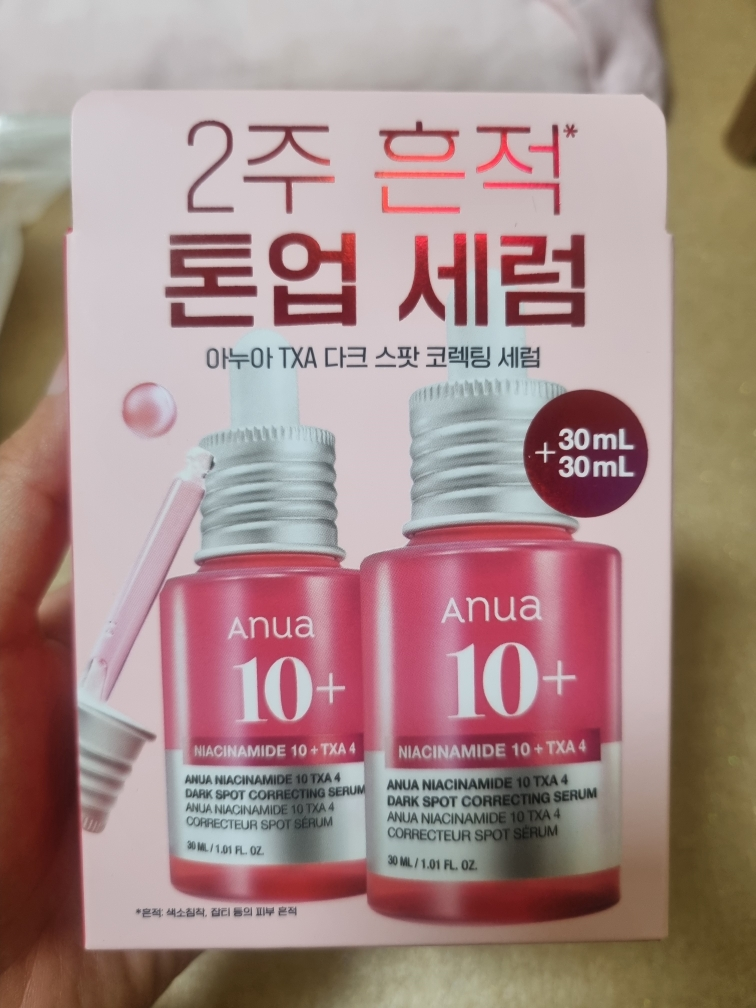 2주 흔적*
톤업 세럼
아누아 TXA 다크 스팟 코렉팅 세럼
+30mL
30mL
Anua
10+
NIACINAMIDE 10 + TXA 4
ANUA NIACINAMIDE 10 TXA 4
DARK SPOT CORRECTING SERUM
ANUA NIACINAMIDE 10 TXA 4
CORRECTEUR SPOT SÉRUM
30 ML / 1.01 FL. OZ.
Anua
10+
NIACINAMIDE 10 + TXA 4
ANUA NIACINAMIDE 10 TXA 4
DARK SPOT CORRECTING SERUM
ANUA NIACINAMIDE 10 TXA 4
CORRECTEUR SPOT SÉRUM
30 ML / 1.01 FL. OZ.
*흔적: 색소침착, 잡티 등의 피부 흔적